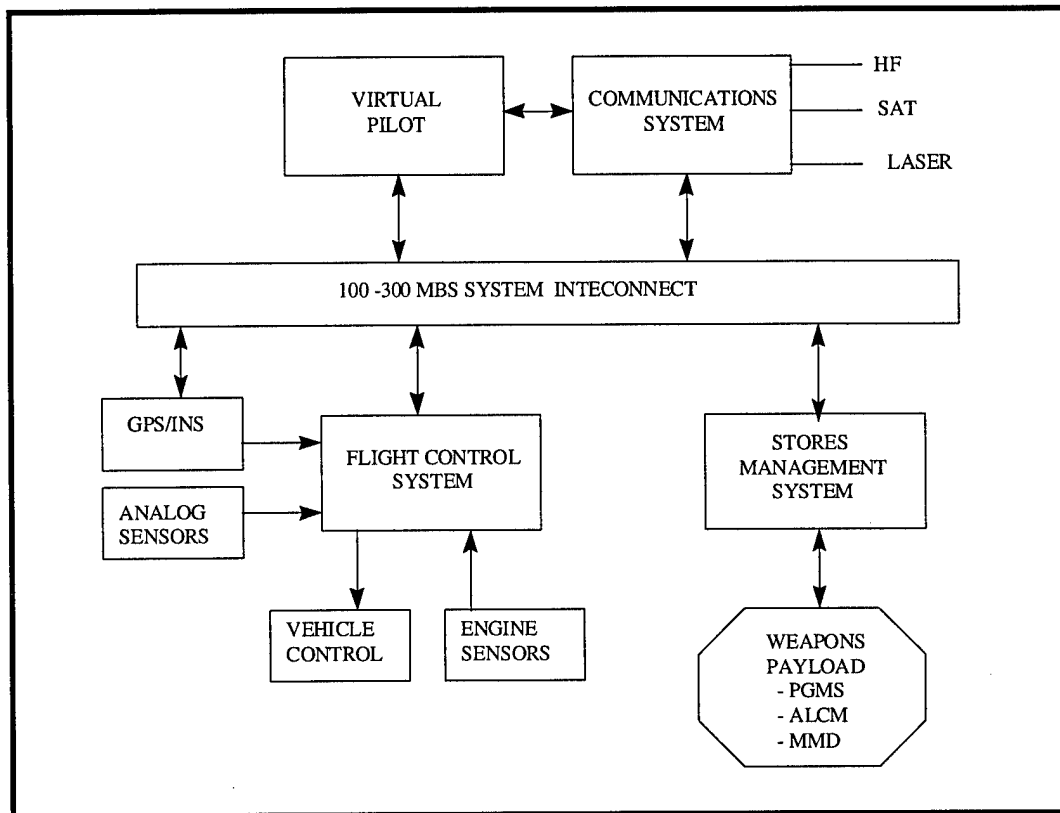 VIRTUAL
PILOT
COMMUNICATIONS
SYSTEM
HF
SAT
LASER
100 -300 MBS SYSTEM INTECONNECT
GPS/INS
ANALOG
SENSORS
FLIGHT CONTROL
SYSTEM
STORES
MANAGEMENT
SYSTEM
VEHICLE
CONTROL
ENGINE
SENSORS
WEAPONS
PAYLOAD
- PGMS
- ALCM
- MMD